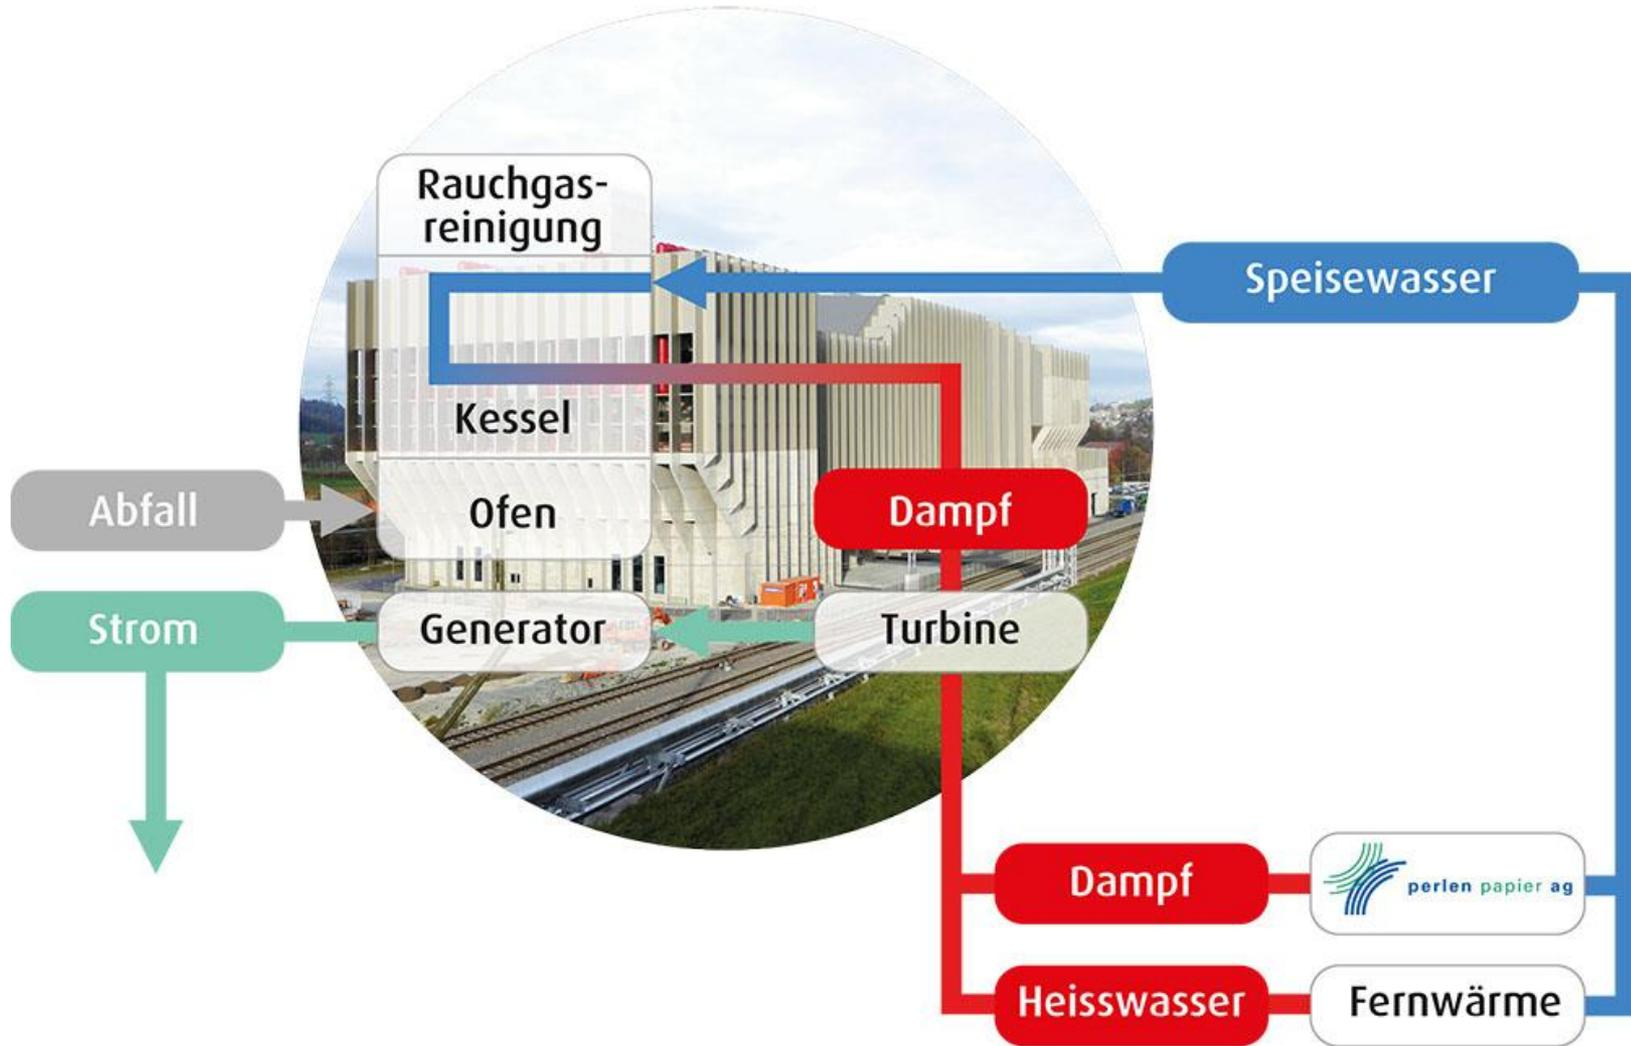 Rauchgas-
reinigung
Speisewasser
Kessel
Abfall
Ofen
Dampf
Strom
Generator
Turbine
Dampf
perlen papier ag
Heisswasser
Fernwärme